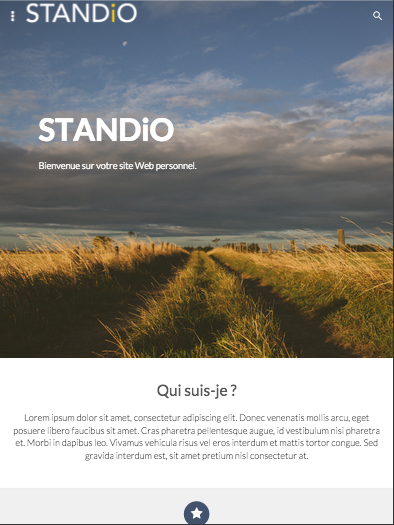 STANDiO
STANDiO
Bienvenue sur votre site Web personnel.
Qui suis-je ?
Lorem ipsum dolor sit amet, consectetur adipiscing elit. Donec venenatis mollis arcu, eget
posuere libero faucibus sit amet. Cras pharetra pellentesque augue, id vestibulum nisi pharetra
et. Morbi in dapibus leo. Vivamus vehicula risus vel eros interdum et mattis tortor congue. Sed
gravida interdum est, sit amet pretium nisl consectetur at.